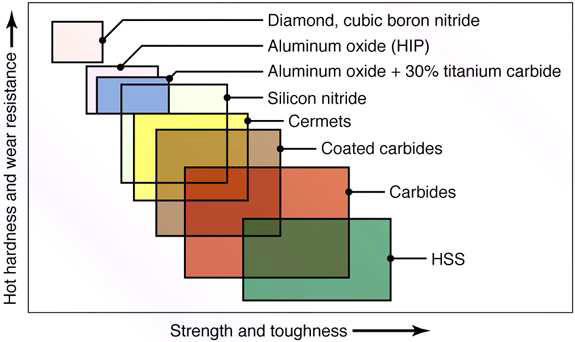 Diamond, cubic boron nitride
Aluminum oxide (HIP)
Aluminum oxide + 30% titanium carbide
Silicon nitride
Cermets
Coated carbides
Carbides
HSS
Hot hardness and wear resistance
Strength and toughness